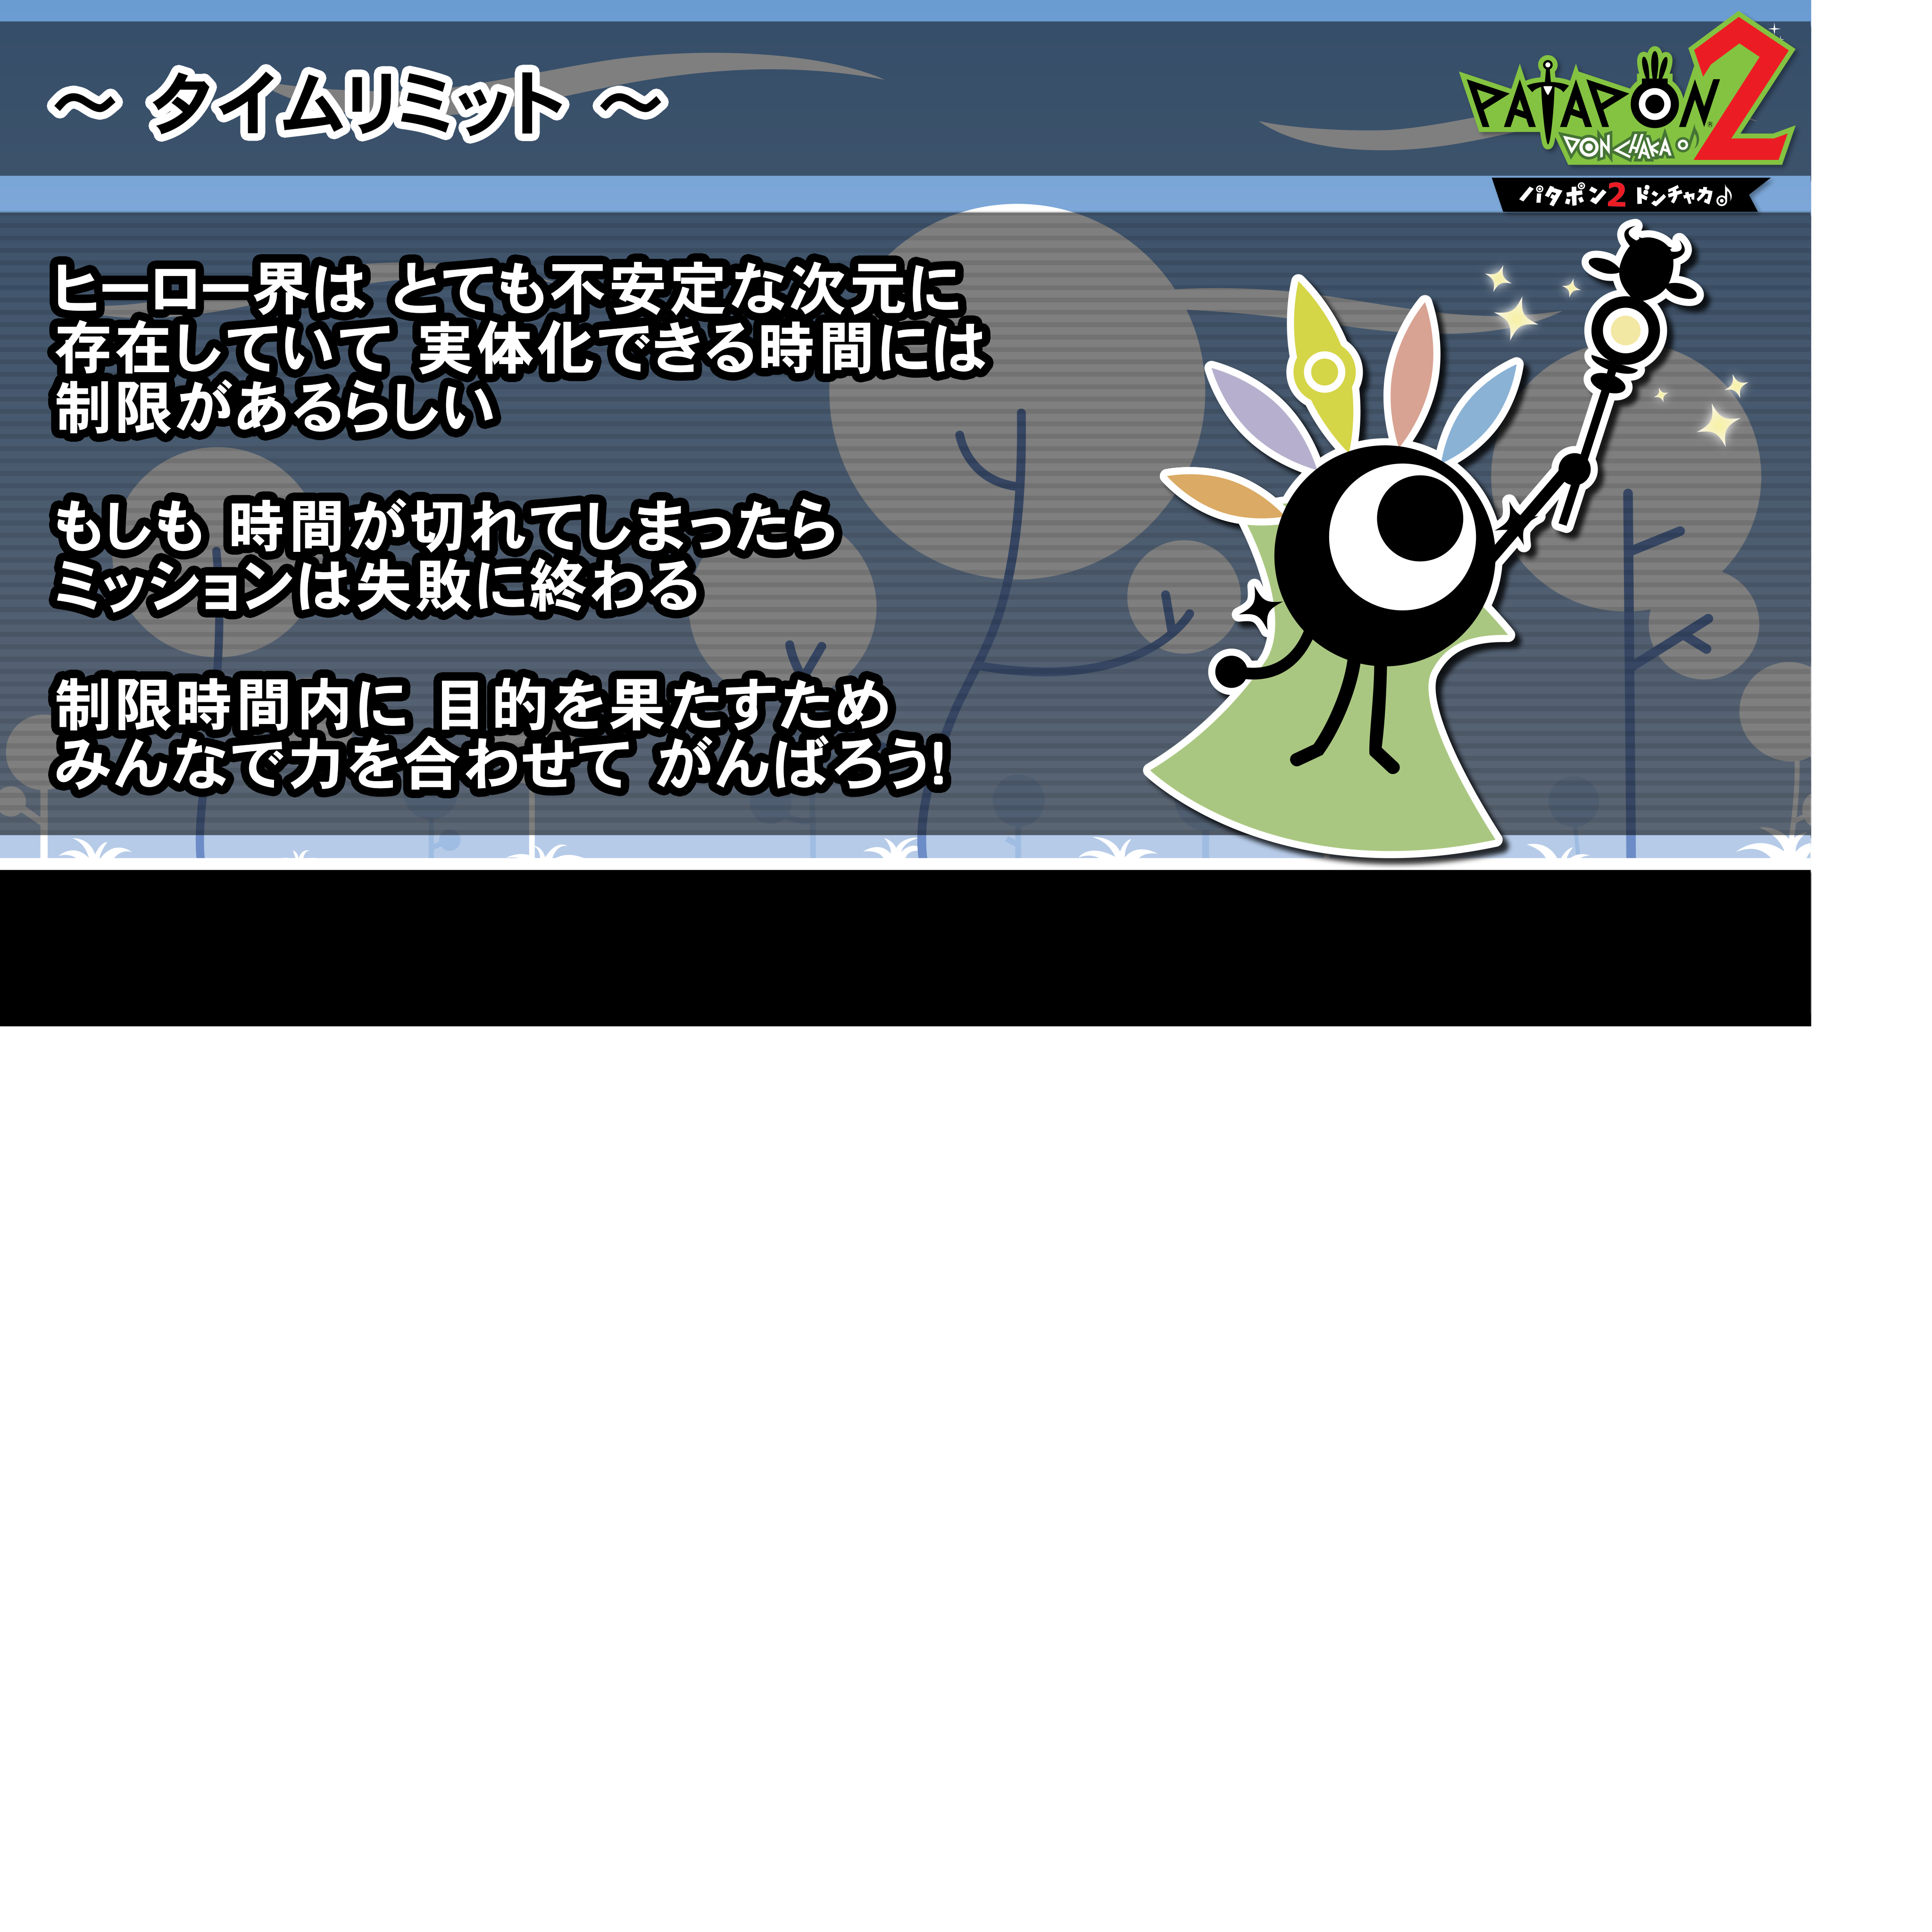 ～ タイムリミット ～
PATAPON2
DONCHAKA♪
パタポン2 ドンチャカ♪
ヒーロー界は とても不安定な次元に
存在していて 実体化できる時間には
制限があるらしい
もしも 時間が切れてしまったら
ミッションは失敗に終わる
制限時間内に 目的を果たすため
みんなで力を合わせて がんばろう!